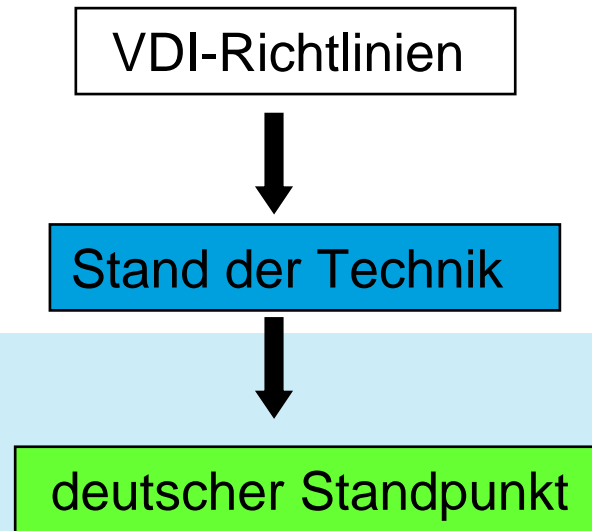 VDI-Richtlinien
Stand der Technik
deutscher Standpunkt